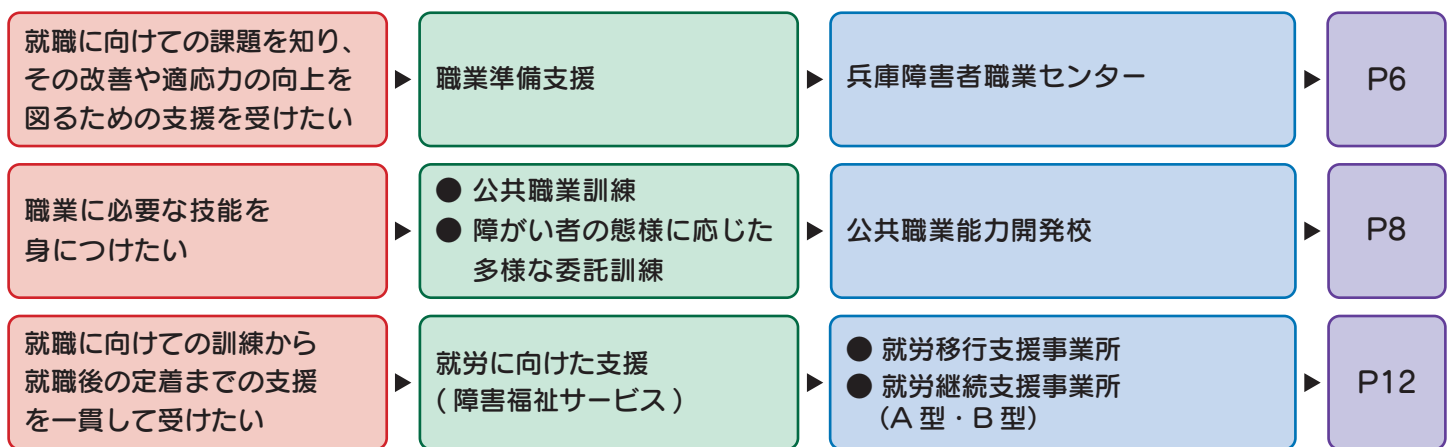 就職に向けての課題を知り、
その改善や適応力の向上を
図るための支援を受けたい
職業準備支援
兵庫障害者職業センター
P6
職業に必要な技能を
身につけたい
● 公共職業訓練
● 障がい者の態様に応じた
多様な委託訓練
公共職業能力開発校
P8
就職に向けての訓練から
就職後の定着までの支援
を一貫して受けたい
就労に向けた支援
( 障害福祉サービス )
● 就労移行支援事業所
● 就労継続支援事業所
(A 型・B 型)
P12